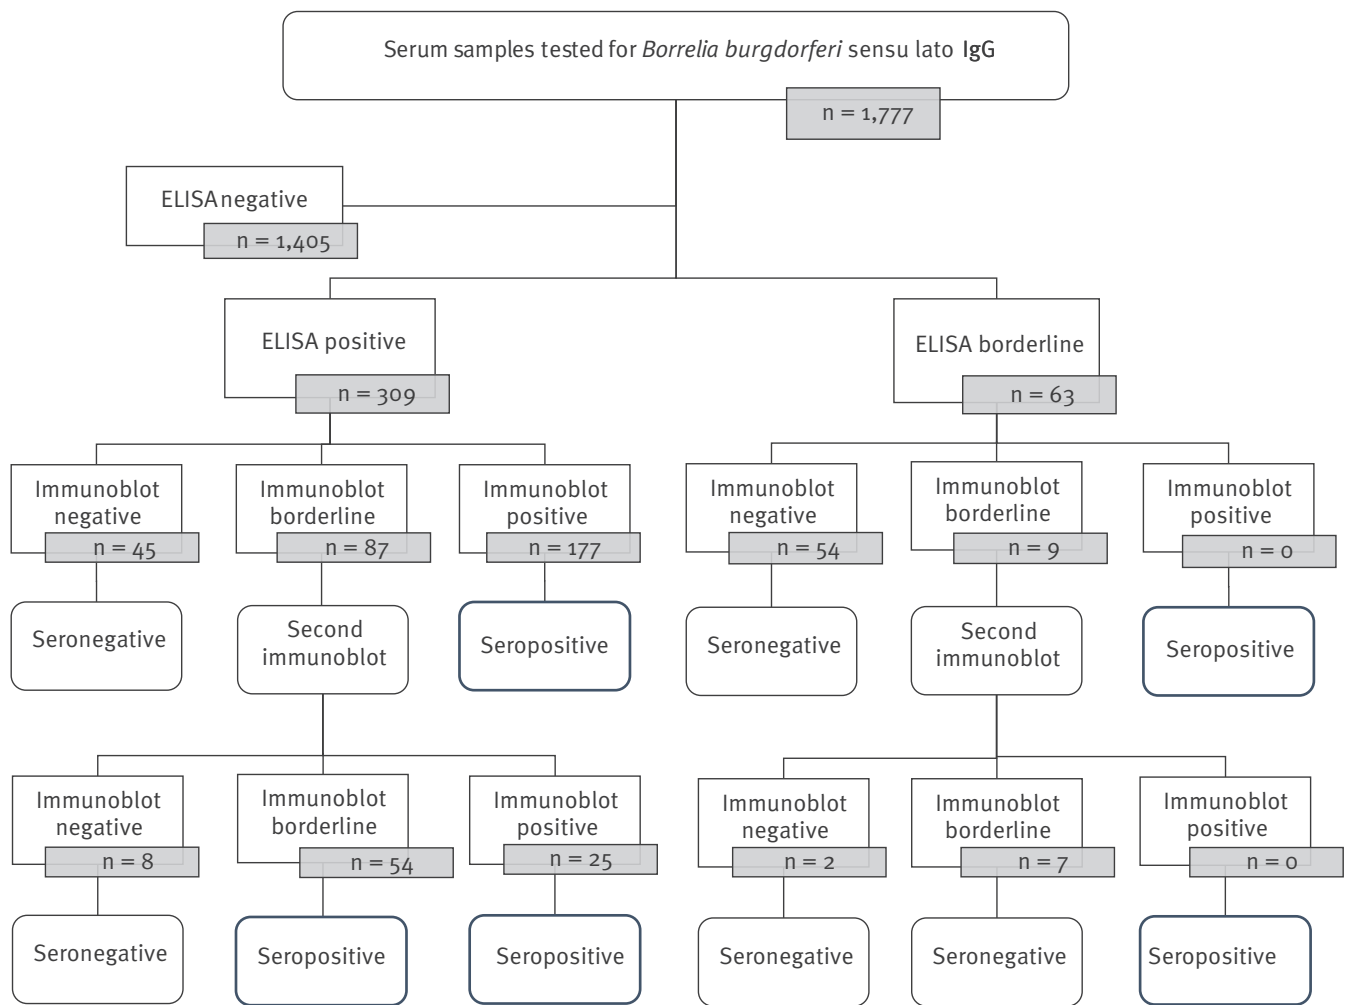 Serum samples tested for Borrelia burgdorferi sensu lato IgG
n = 1,777
ELISA negative
n = 1,405
ELISA positive
n = 309
ELISA borderline
n = 63
Immunoblot
negative
n = 45
Immunoblot
borderline
n = 87
Immunoblot
positive
n = 177
Immunoblot
negative
n = 54
Immunoblot
borderline
n = 9
Immunoblot
positive
n = 0
Seronegative
Second
immunoblot
Seropositive
Seronegative
Second
immunoblot
Seropositive
Immunoblot
negative
n = 8
Immunoblot
borderline
n = 54
Immunoblot
positive
n = 25
Immunoblot
negative
n = 2
Immunoblot
borderline
n = 7
Immunoblot
positive
n = 0
Seronegative
Seropositive
Seropositive
Seronegative
Seronegative
Seropositive